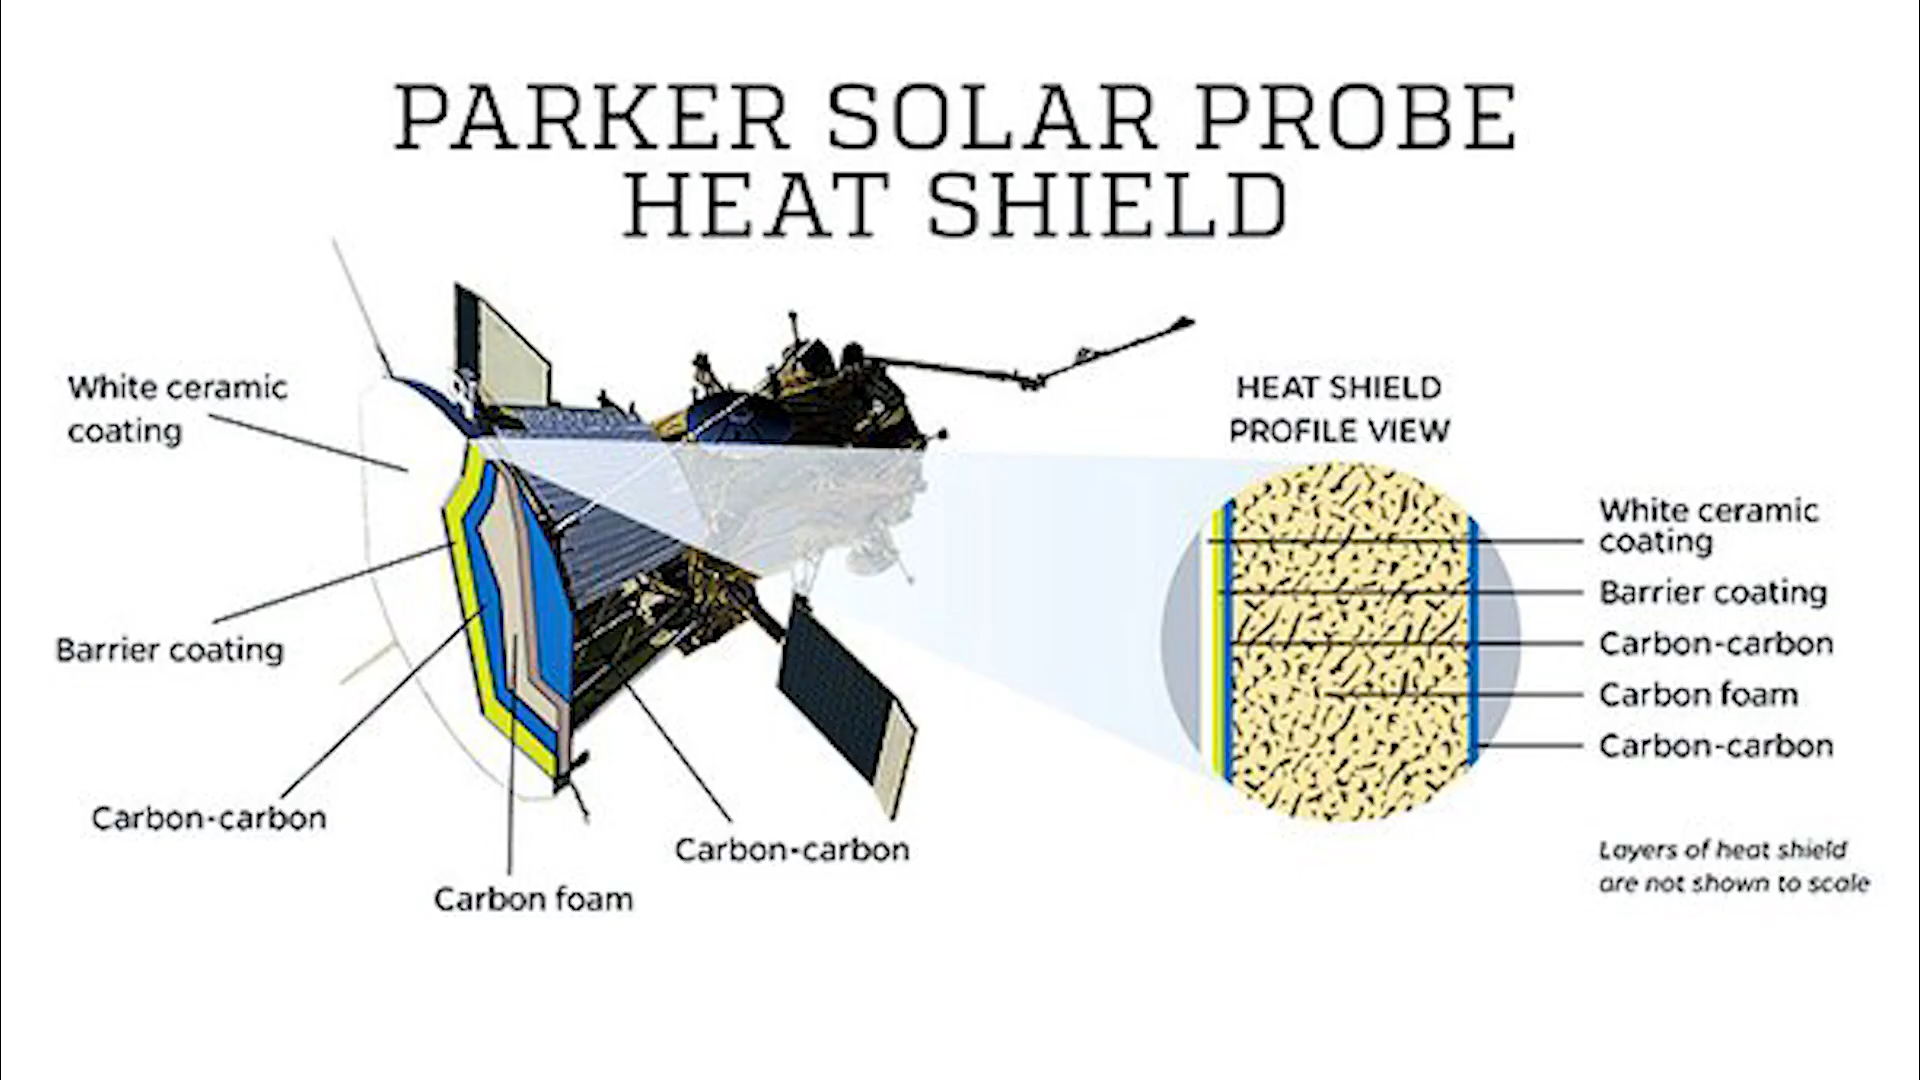 PARKER SOLAR PROBE
HEAT SHIELD
White ceramic
coating
Barrier coating
Carbon-carbon
Carbon foam
Carbon-carbon
HEAT SHIELD
PROFILE VIEW
White ceramic
coating
Barrier coating
Carbon-carbon
Carbon foam
Carbon-carbon
Layers of heat shield
are not shown to scale